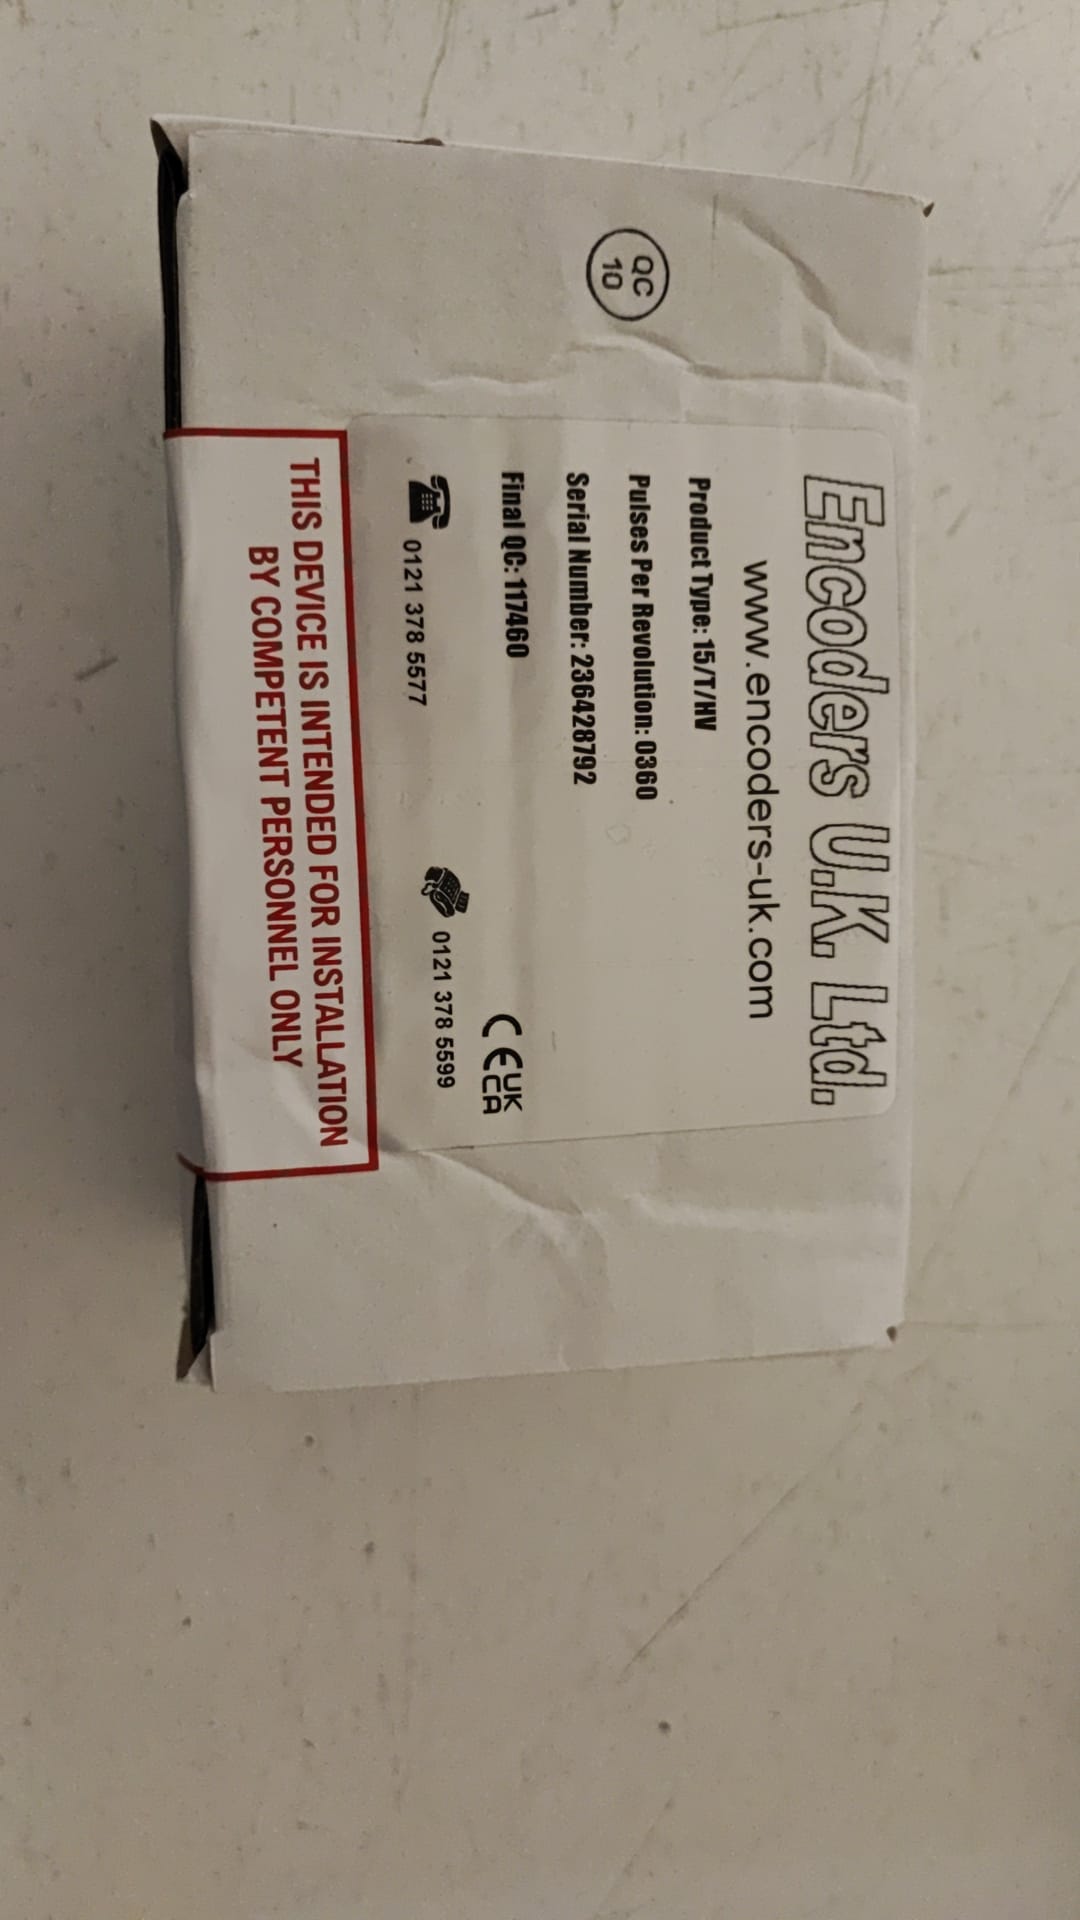 QC
10
Encoders U.K. Ltd.
www.encoders-uk.com
Product Type: 15/T/HV
Pulses Per Revolution: 0360
Serial Number: 236428792
Final QC: 117460
CE UK CA
0121 378 5577
0121 378 5599
THIS DEVICE IS INTENDED FOR INSTALLATION
BY COMPETENT PERSONNEL ONLY